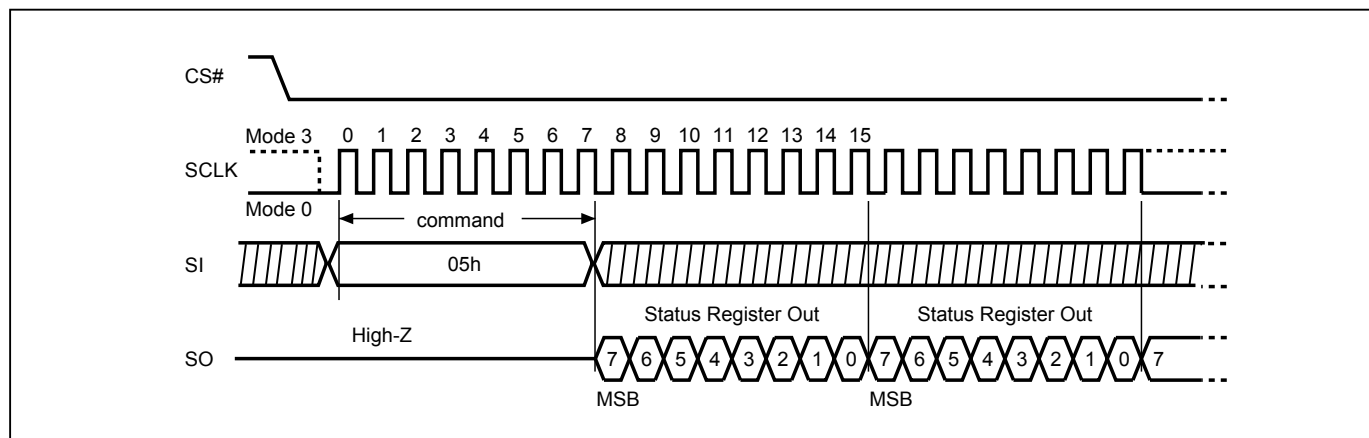 CS#
Mode 3
0 1 2 3 4 5 6 7 8 9 10 11 12 13 14 15
SCLK
Mode 0
command
SI
05h
Status Register Out Status Register Out
High-Z
SO
7 6 5 4 3 2 1 0 7 6 5 4 3 2 1 0 7
MSB MSB